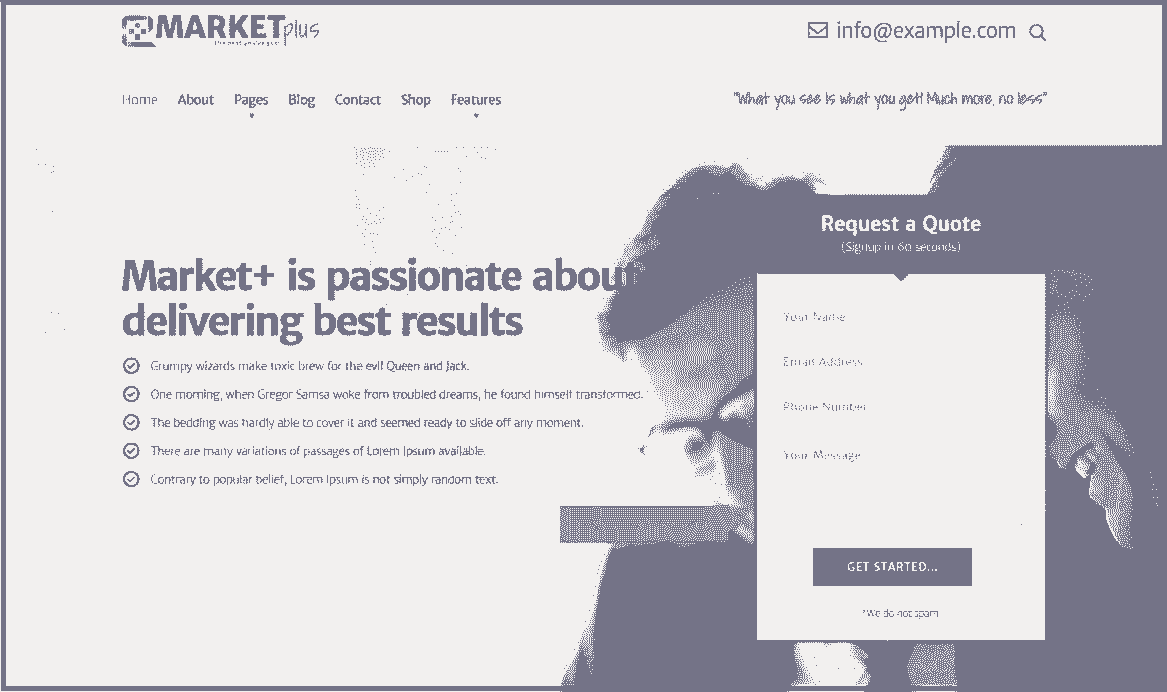 MARKETplus
info@example.com
Home About Pages Blog Contact Shop Features
"What you see is what you get! Much more, no less"
Request a Quote
(Signup in 60 seconds)
Market+ is passionate about
delivering best results
Grumpy wizards make toxic brew for the evil Queen and Jack.
One morning, when Gregor Samsa woke from troubled dreams, he found himself transformed.
The bedding was hardly able to cover it and seemed ready to slide off any moment.
There are many variations of passages of Lorem Ipsum available.
Contrary to popular belief, Lorem Ipsum is not simply random text.
Your Name
Email Address
Phone Number
Your Message
GET STARTED...
*We do not spam